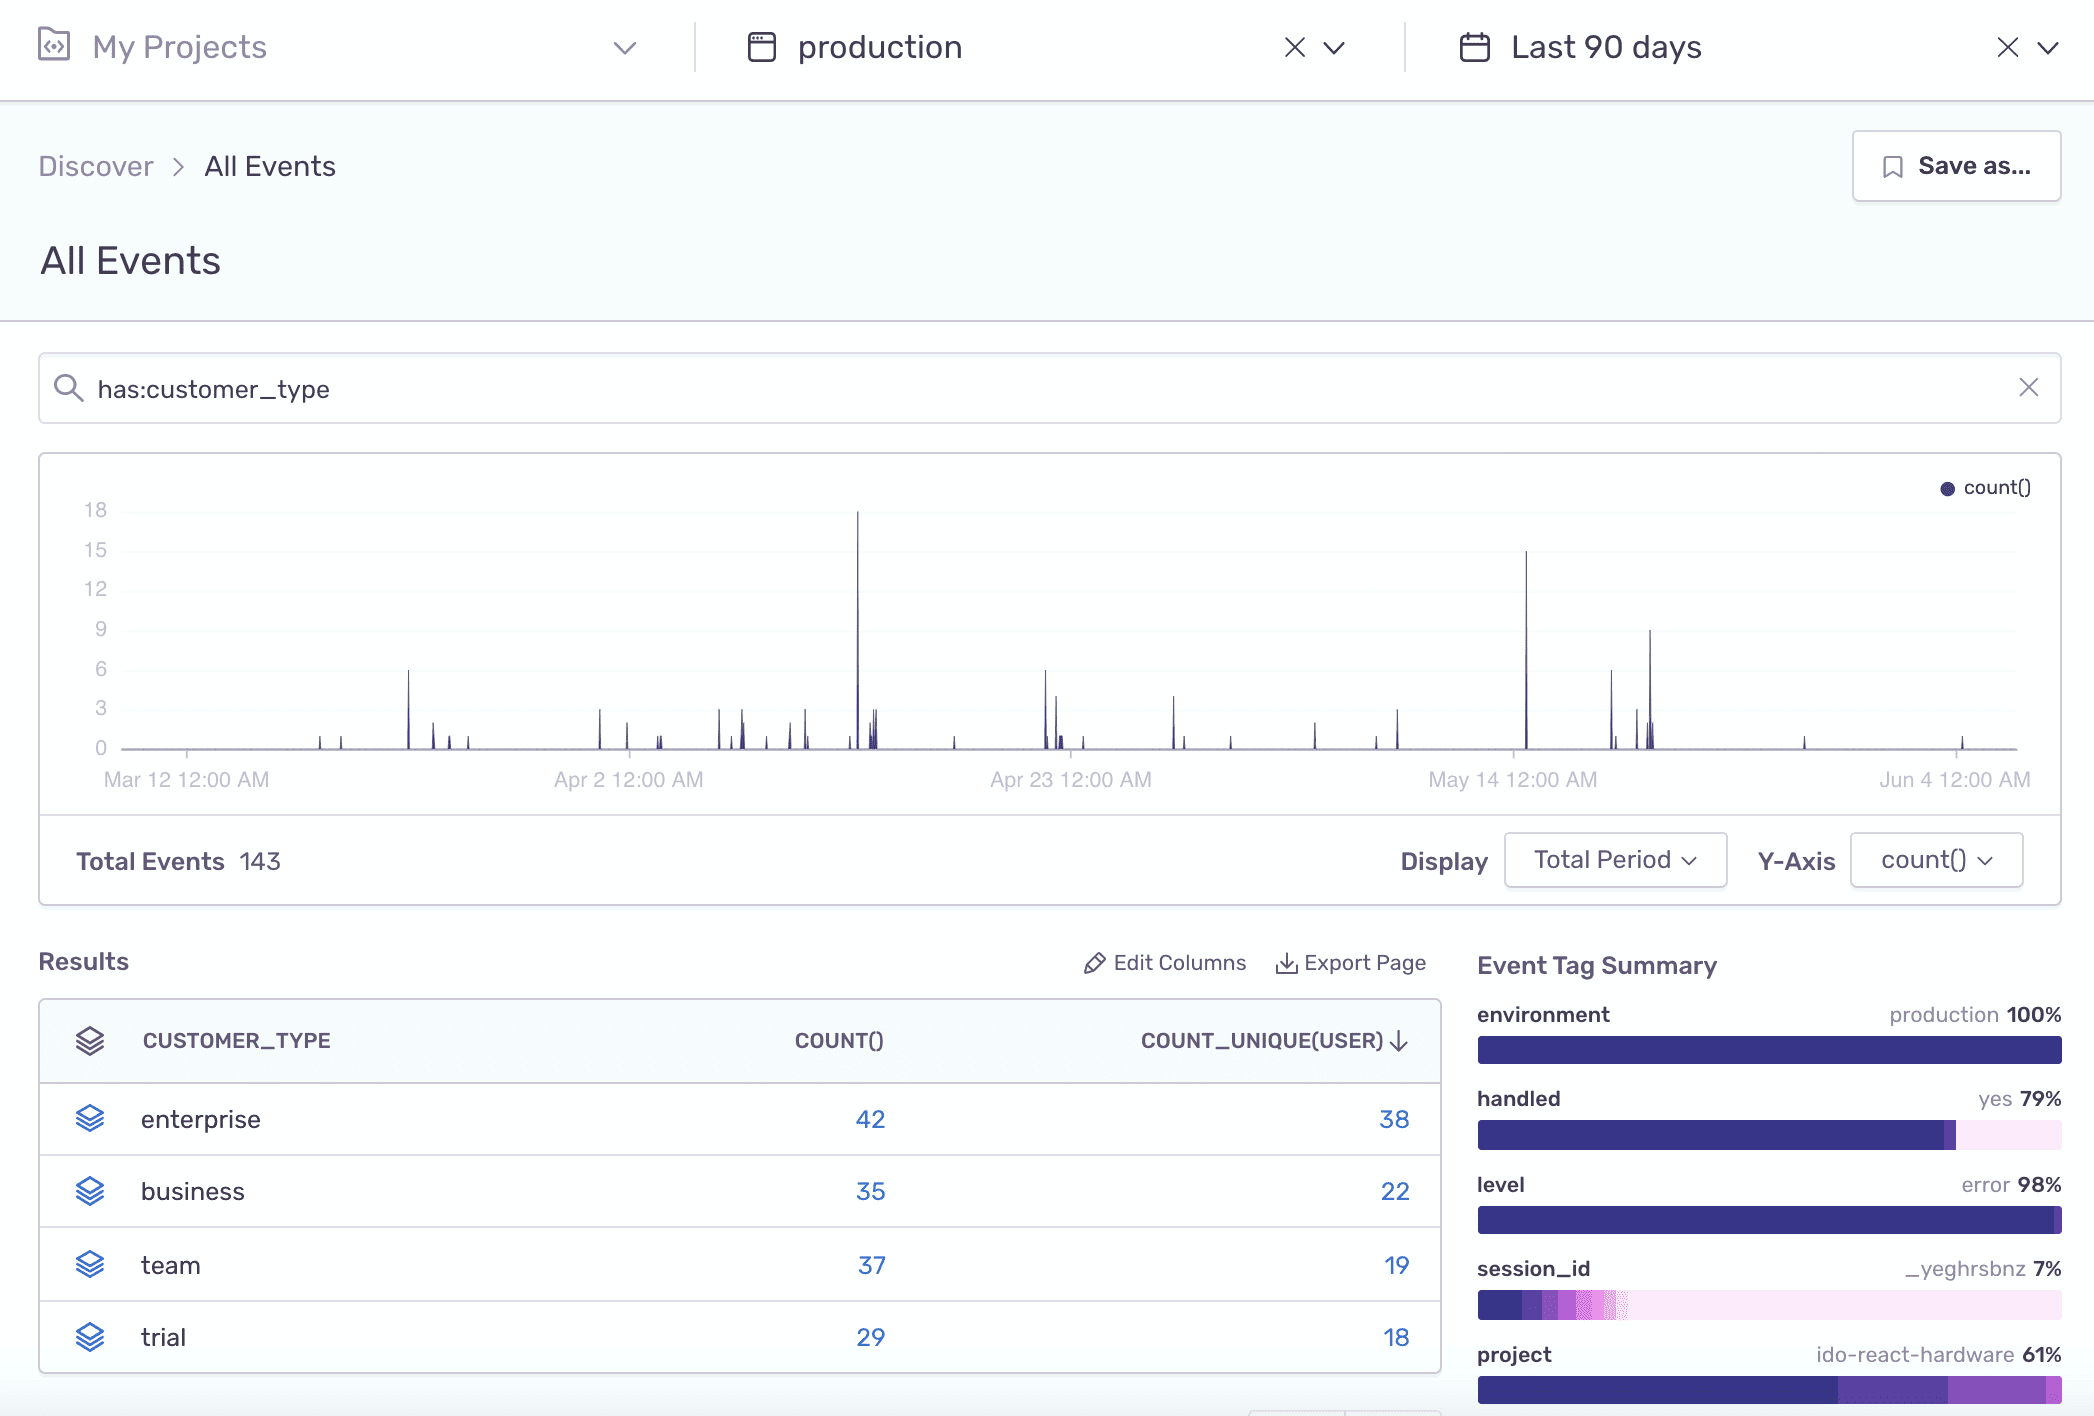 My Projects production Last 90 days
Discover > All Events Save as...
All Events
has:customer_type
count()
18
15
12
9
6
3
0
Mar 12 12:00 AM Apr 2 12:00 AM Apr 23 12:00 AM May 14 12:00 AM Jun 4 12:00 AM
Total Events 143 Display Total Period Y-Axis count()
Results Edit Columns Export Page
CUSTOMER_TYPE COUNT() COUNT_UNIQUE(USER)
enterprise 42 38
business 35 22
team 37 19
trial 29 18
Event Tag Summary
environment production 100%
handled yes 79%
level error 98%
session_id _yeghrsbnz 7%
project ido-react-hardware 61%